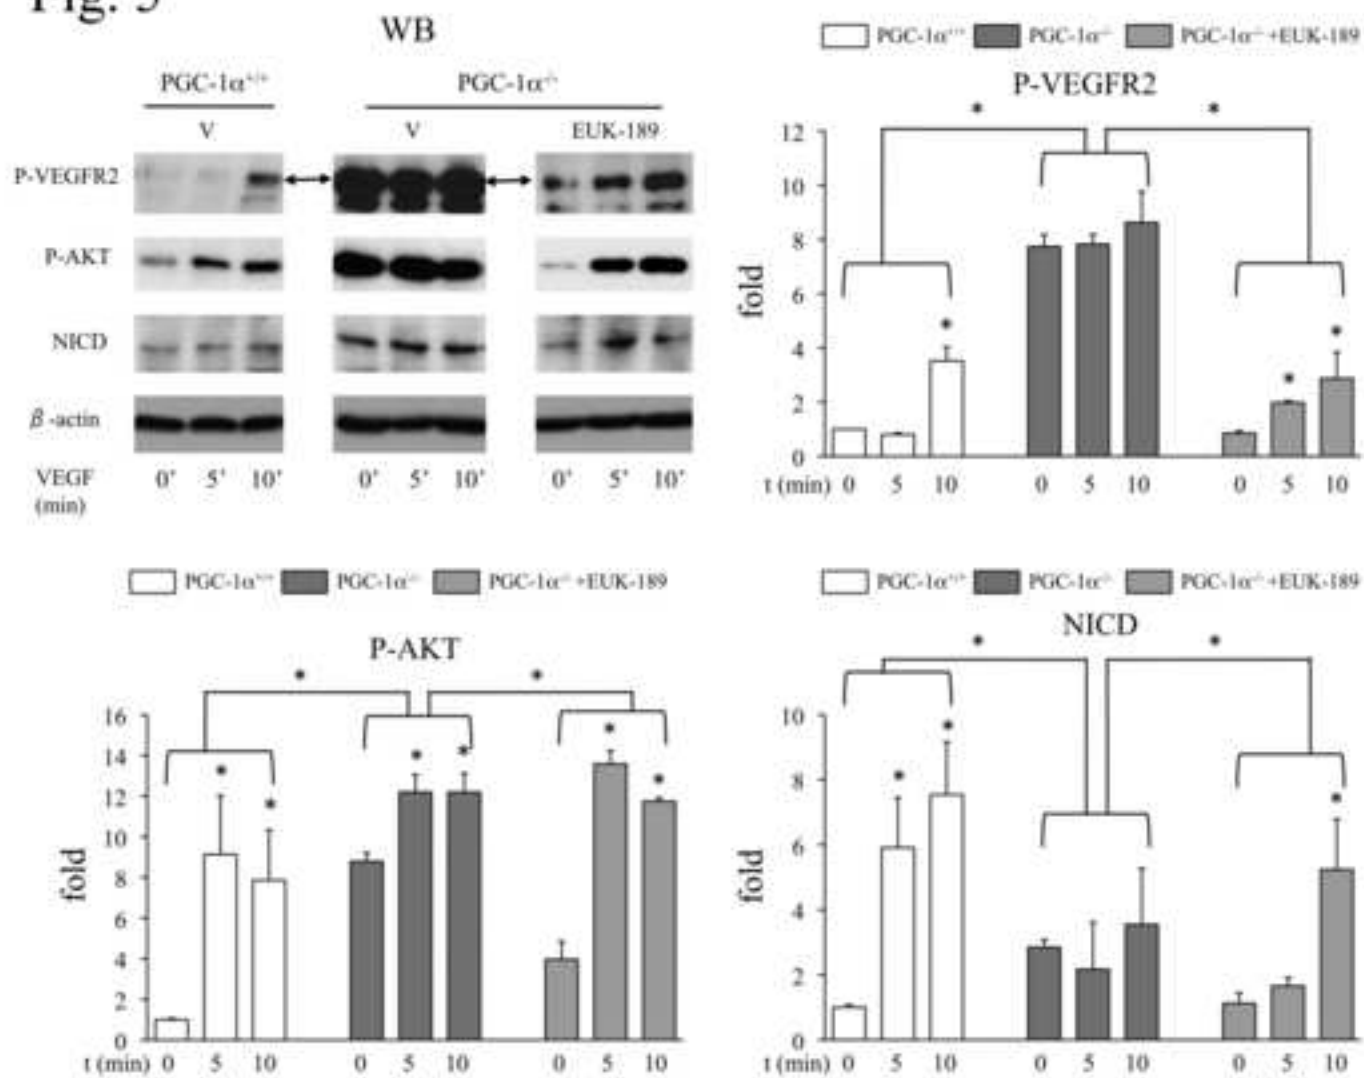 Fig. 5
WB
PGC-1α⁺/⁺ PGC-1α⁻/⁻
V V EUK-189
P-VEGFR2
P-AKT
NICD
β-actin
VEGF 0' 5' 10' 0' 5' 10' 0' 5' 10'
(min)
PGC-1α⁺/⁺ PGC-1α⁻/⁻ PGC-1α⁻/⁻ +EUK-189
P-VEGFR2
* *
12
10
8
6
4
2
0
fold
* * *
t (min) 0 5 10 0 5 10 0 5 10
PGC-1α⁺/⁺ PGC-1α⁻/⁻ PGC-1α⁻/⁻ +EUK-189
P-AKT
* *
16
14
12
10
8
6
4
2
0
fold
* * * * * *
t (min) 0 5 10 0 5 10 0 5 10
PGC-1α⁺/⁺ PGC-1α⁻/⁻ PGC-1α⁻/⁻ +EUK-189
NICD
* *
10
8
6
4
2
0
fold
* * *
t (min) 0 5 10 0 5 10 0 5 10